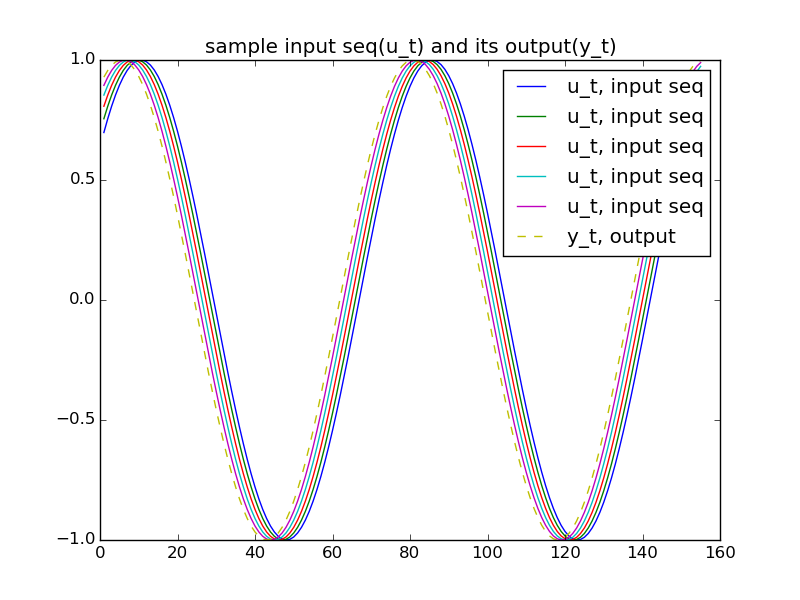 sample input seq(u_t) and its output(y_t)
1.0
0.5
0.0
−0.5
−1.0
u_t, input seq
u_t, input seq
u_t, input seq
u_t, input seq
u_t, input seq
y_t, output
0 20 40 60 80 100 120 140 160